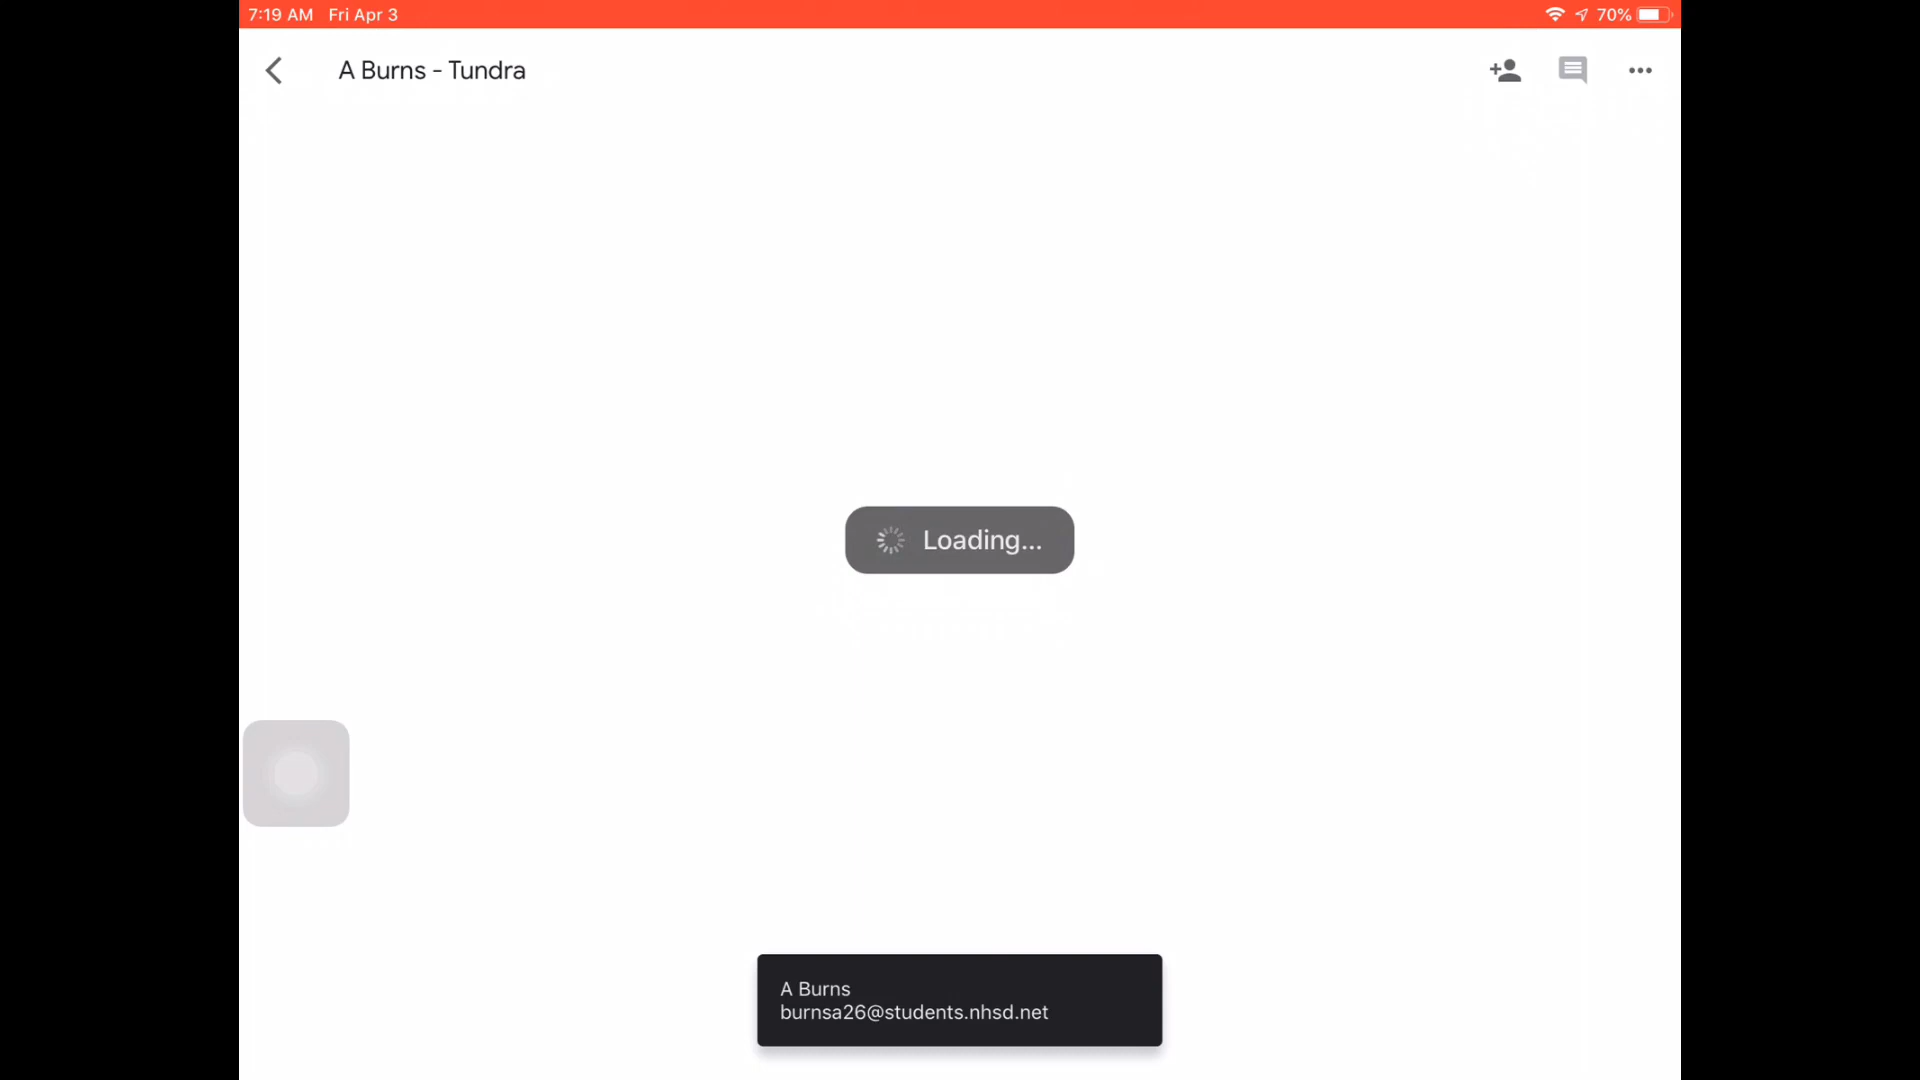 7:19 AM Fri Apr 3
70%
A Burns - Tundra
Loading...
A Burns
burnsa26@students.nhsd.net